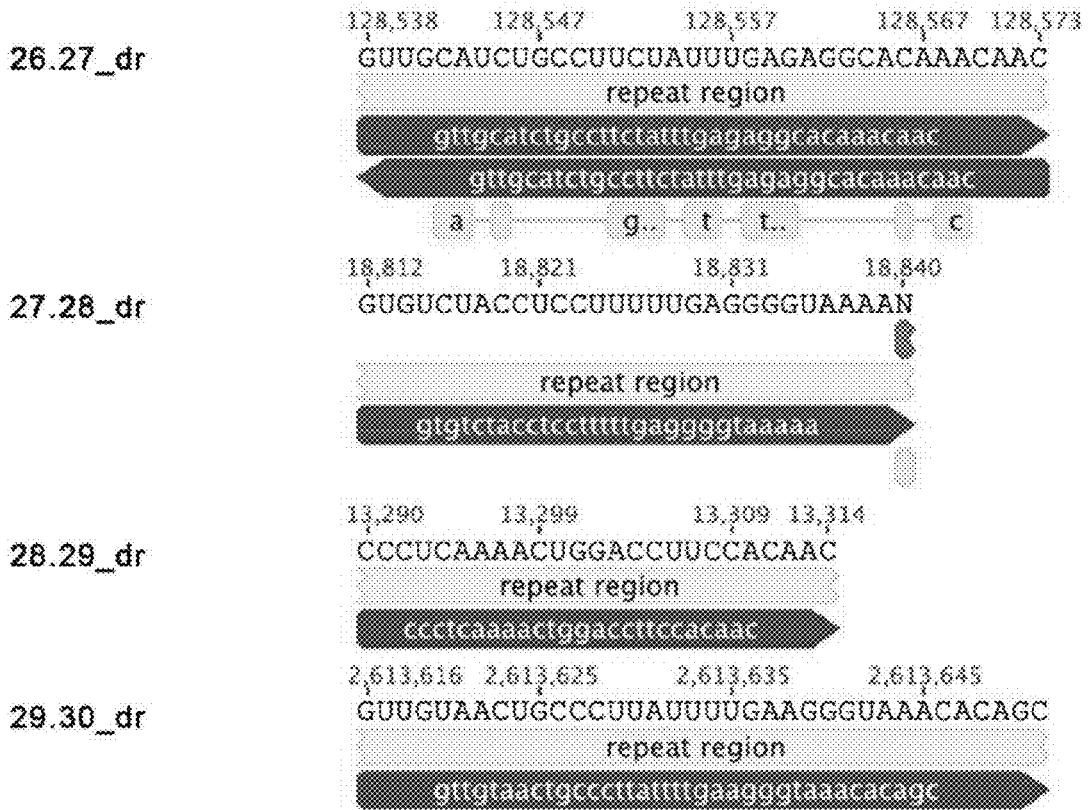 128,538 128,547 128,557 128,567 128,573
26.27_dr GUUGCAUCUGCCUUCUAUUUGAGAGGCACAAACAAC
repeat region
gttgcatctgccttctatttgagaggcacaaacaac
gttgcatctgccttctatttgagaggcacaaacaac
a g.. t t.. c
18,812 18,821 18,831 18,840
27.28_dr GUGUCUACCUCCUUUUUGAGGGGUAAAAN
repeat region
gtgtctacctcctttttgaggggtaaaaa
13,290 13,299 13,309 13,314
28.29_dr CCCUCAAAACUGGACCUUCCACAAC
repeat region
ccctcaaaactggaccttccacaac
2,613,616 2,613,625 2,613,635 2,613,645
29.30_dr GUUGUAACUGCCCUUAUUUUGAAGGGUAAACACAGC
repeat region
gttgtaactgcccttattttgaagggtaaacacagc